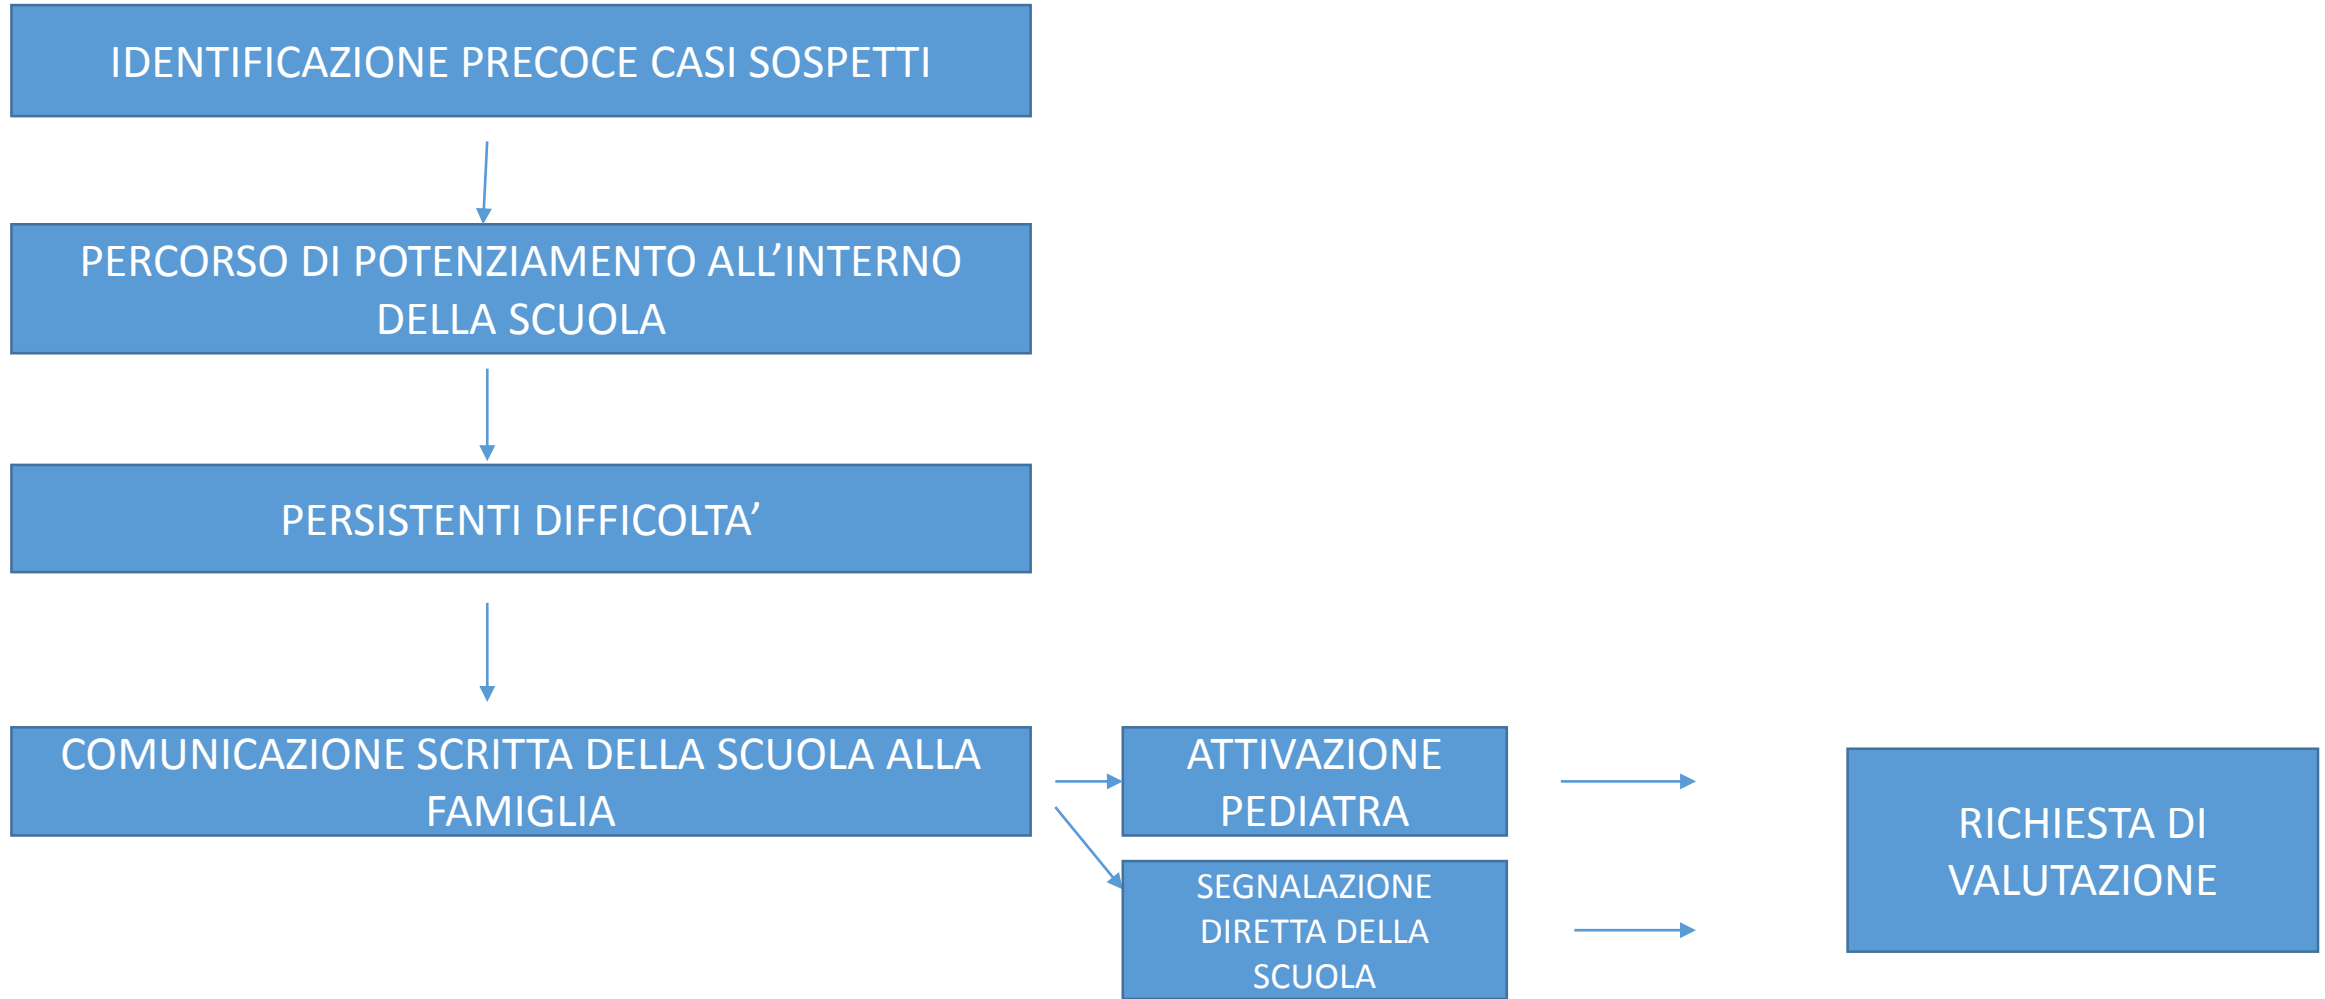 IDENTIFICAZIONE PRECOCE CASI SOSPETTI
PERCORSO DI POTENZIAMENTO ALL’INTERNO
DELLA SCUOLA
PERSISTENTI DIFFICOLTA’
COMUNICAZIONE SCRITTA DELLA SCUOLA ALLA
FAMIGLIA
ATTIVAZIONE
PEDIATRA
SEGNALAZIONE
DIRETTA DELLA
SCUOLA
RICHIESTA DI
VALUTAZIONE